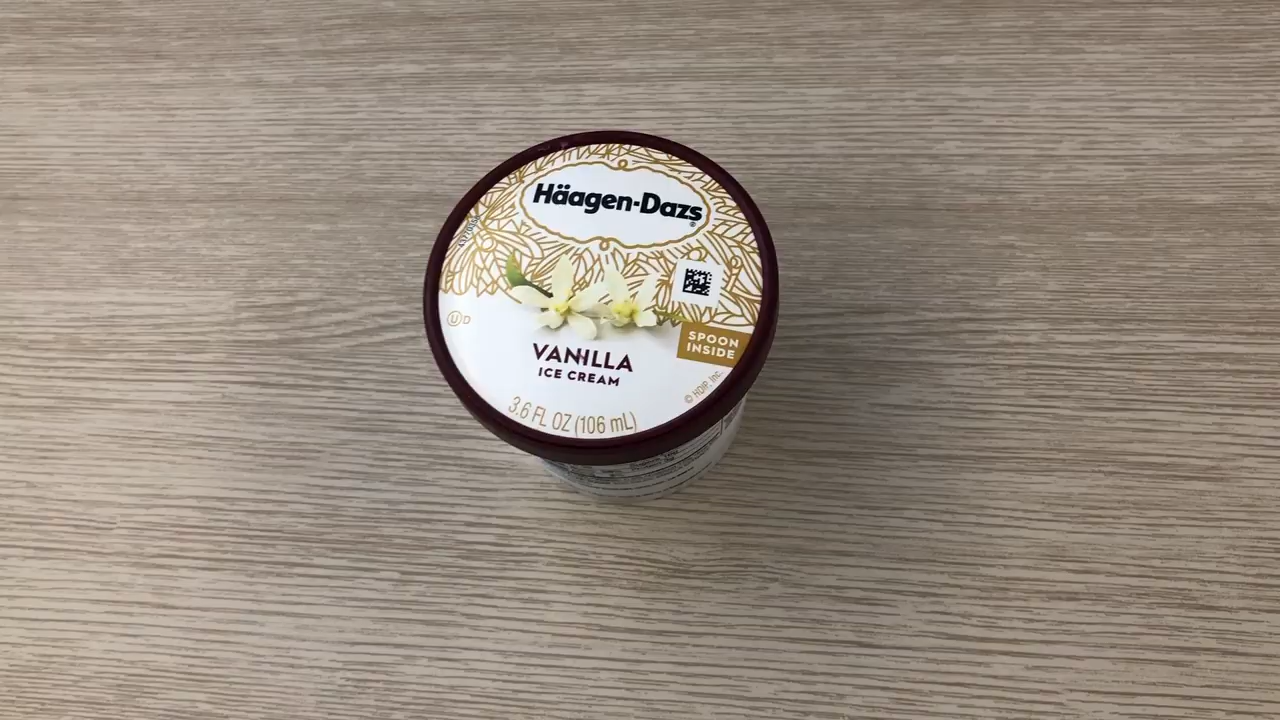 Häagen-Dazs
®
SPOON
INSIDE
U D
VANILLA
ICE CREAM
© HDIP, Inc.
3.6 FL OZ (106 mL)